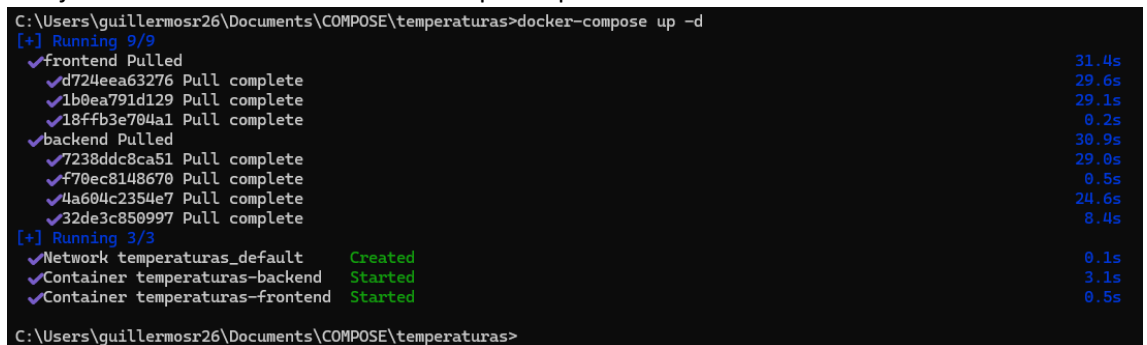 C:\Users\guillermosr26\Documents\COMPOSE\temperaturas>docker-compose up -d
[+] Running 9/9
✔frontend Pulled 31.4s
✔d724eea63276 Pull complete 29.6s
✔1b0ea791d129 Pull complete 29.1s
✔18ffb3e704a1 Pull complete 0.2s
✔backend Pulled 30.9s
✔7238ddc8ca51 Pull complete 29.0s
✔f70ec8148670 Pull complete 0.5s
✔4a604c2354e7 Pull complete 24.6s
✔32de3c850997 Pull complete 8.4s
[+] Running 3/3
✔Network temperaturas_default Created 0.1s
✔Container temperaturas-backend Started 3.1s
✔Container temperaturas-frontend Started 0.5s
C:\Users\guillermosr26\Documents\COMPOSE\temperaturas>